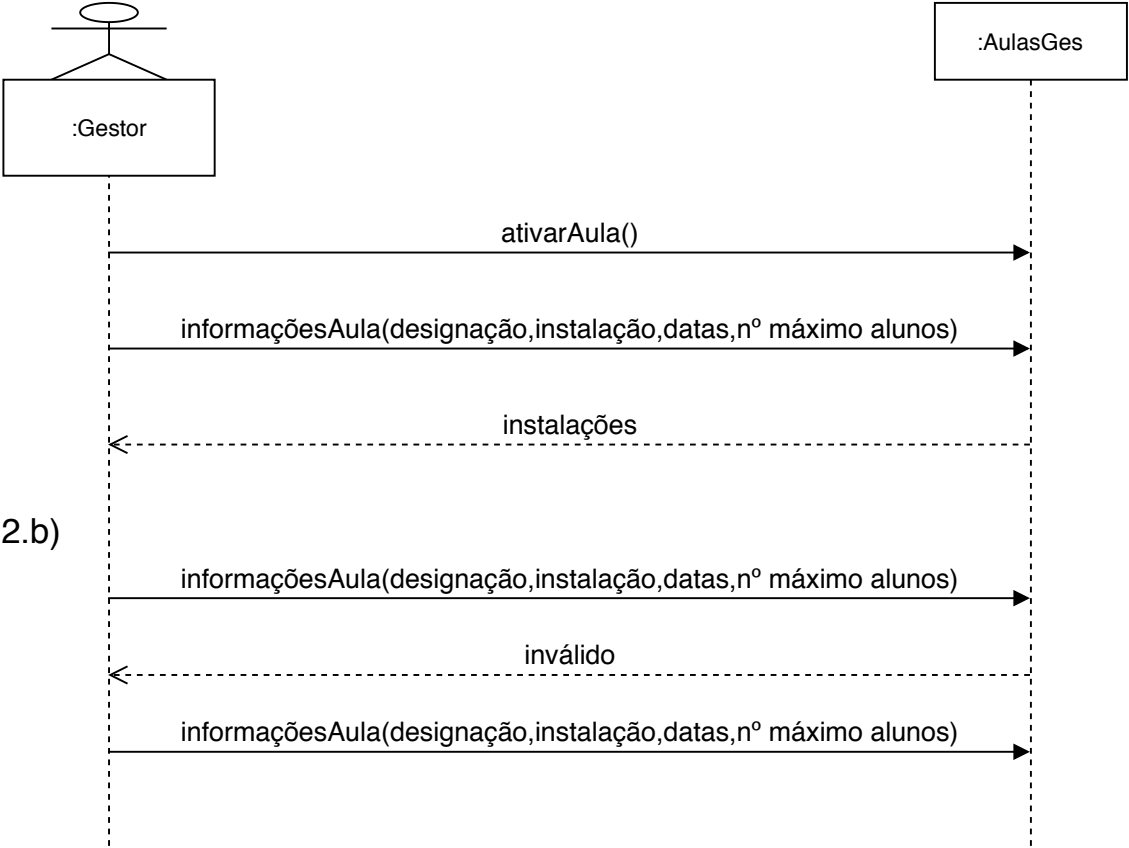 :AulasGes
:Gestor
ativarAula()
informaçõesAula(designação,instalação,datas,nº máximo alunos)
instalações
2.b)
informaçõesAula(designação,instalação,datas,nº máximo alunos)
inválido
informaçõesAula(designação,instalação,datas,nº máximo alunos)